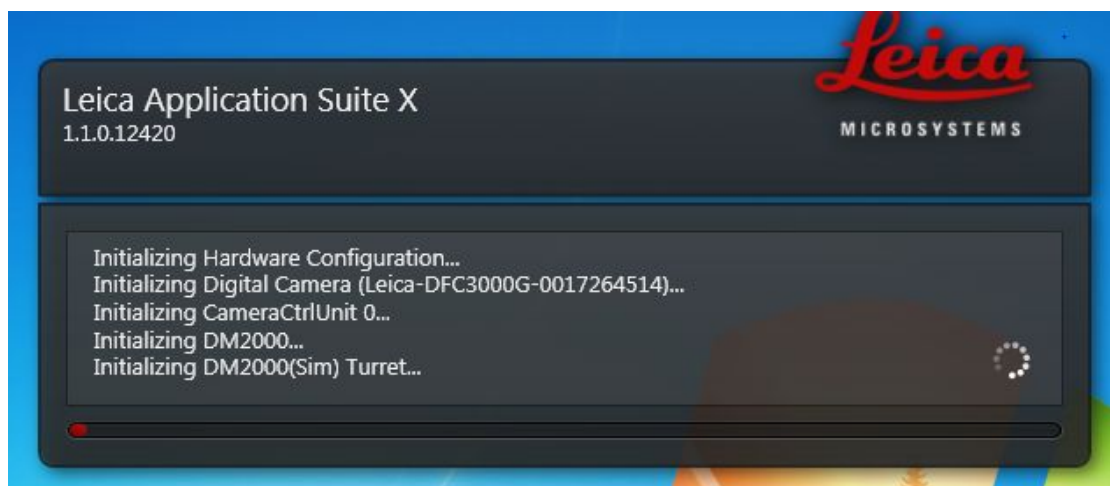 Leica
Leica Application Suite X
1.1.0.12420
MICROSYSTEMS
Initializing Hardware Configuration...
Initializing Digital Camera (Leica-DFC3000G-0017264514)...
Initializing CameraCtrlUnit 0...
Initializing DM2000...
Initializing DM2000(Sim) Turret...